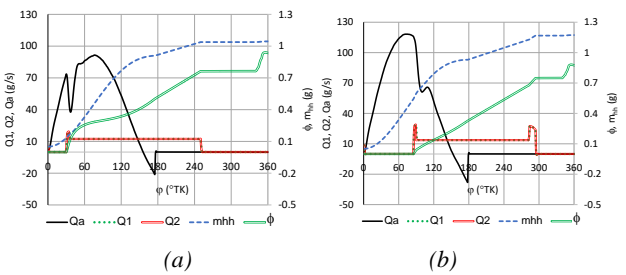 130 1.3 130 1.3
110 1.1 110 1.1
90 0.9 90 0.9
70 0.7 70 0.7
50 0.5 50 0.5
30 0.3 30 0.3
10 0.1 10 0.1
-10 -0.1 -10 -0.1
-30 -0.3 -30 -0.3
-50 -0.5 -50 -0.5
Q1, Q2, Qa (g/s)
ϕ, mhh (g)
Q1, Q2, Qa (g/s)
ϕ, mhh (g)
0 60 120 180 240 300 360
φ (°TK)
0 60 120 180 240 300 360
φ (°TK)
Qa Q1 Q2 mhh ϕ
Qa Q1 Q2 mhh ϕ
(a) (b)